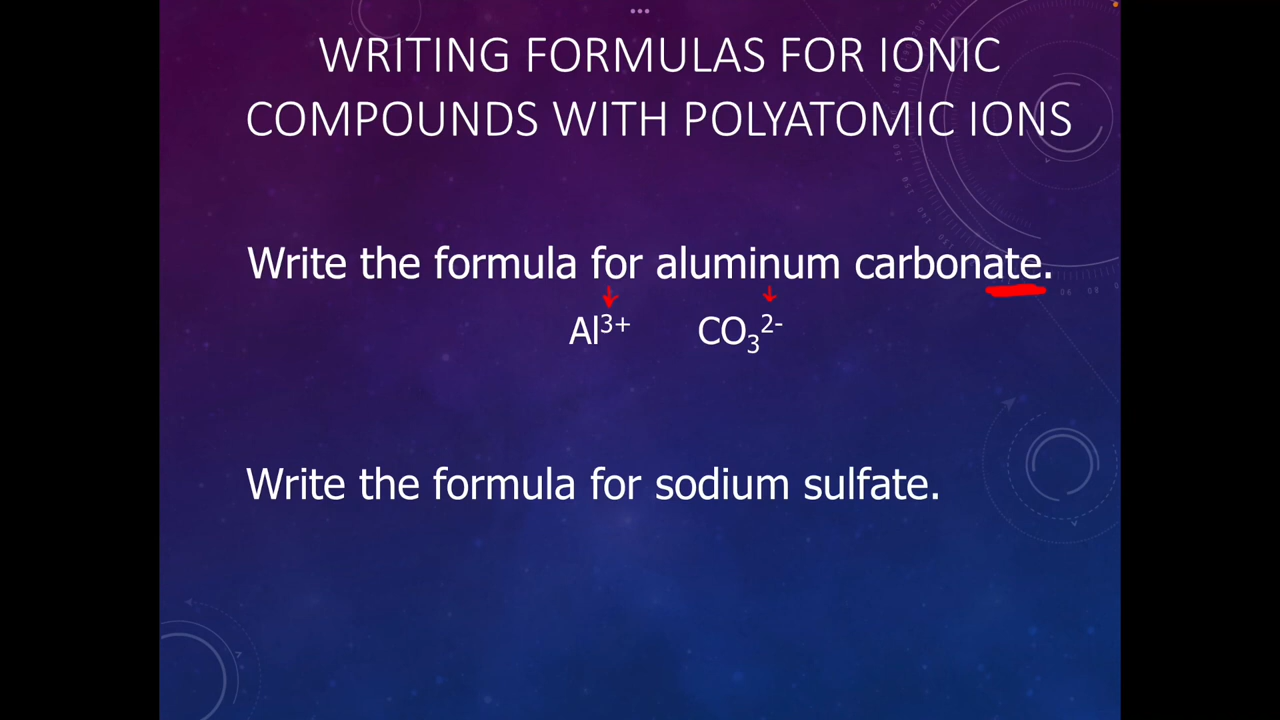 WRITING FORMULAS FOR IONIC
COMPOUNDS WITH POLYATOMIC IONS
Write the formula for aluminum carbonate.
Al³⁺ CO₃²⁻
Write the formula for sodium sulfate.